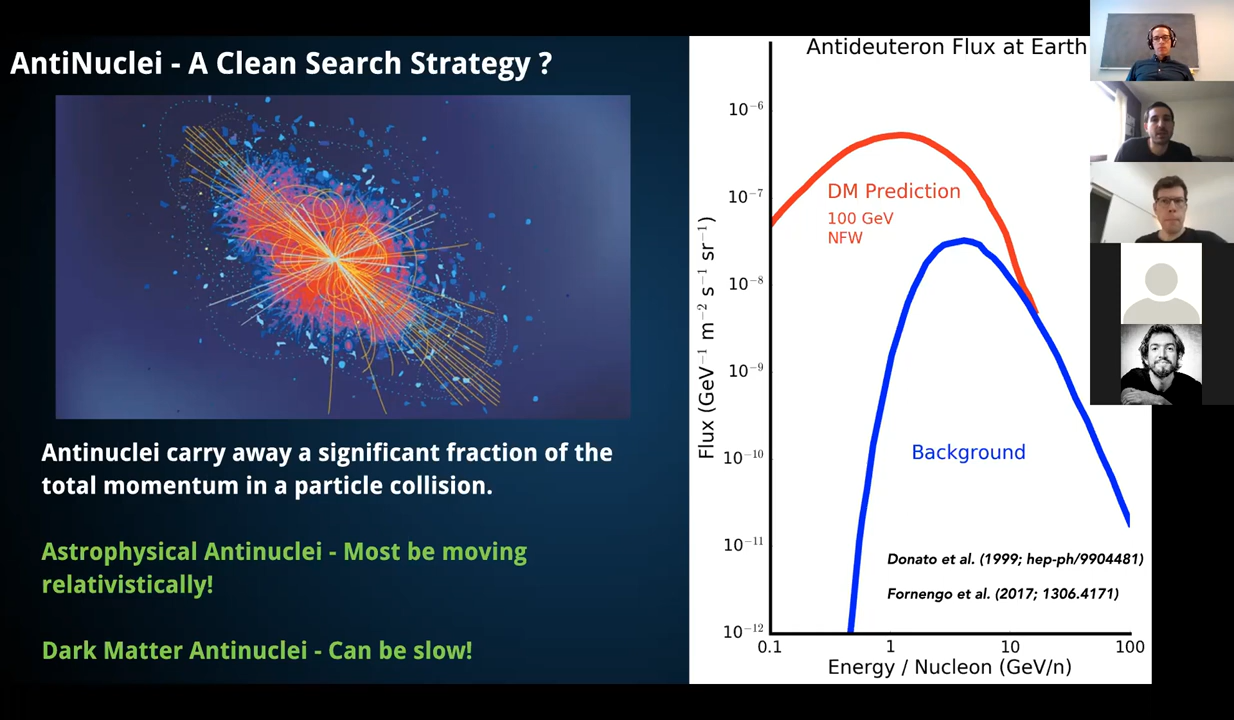 AntiNuclei - A Clean Search Strategy ?
Antinuclei carry away a significant fraction of the
total momentum in a particle collision.
Astrophysical Antinuclei - Most be moving
relativistically!
Dark Matter Antinuclei - Can be slow!
Antideuteron Flux at Earth
Flux (GeV⁻¹ m⁻² s⁻¹ sr⁻¹)
10⁻⁶
10⁻⁷
10⁻⁸
10⁻⁹
10⁻¹⁰
10⁻¹¹
10⁻¹²
DM Prediction
100 GeV
NFW
Background
Donato et al. (1999; hep-ph/9904481)
Fornengo et al. (2017; 1306.4171)
0.1 1 10 100
Energy / Nucleon (GeV/n)